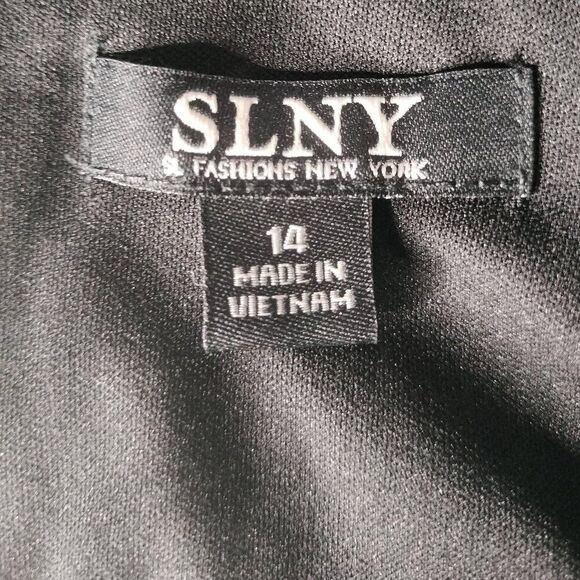 SLNY
SL FASHIONS NEW YORK
14
MADE IN
VIETNAM